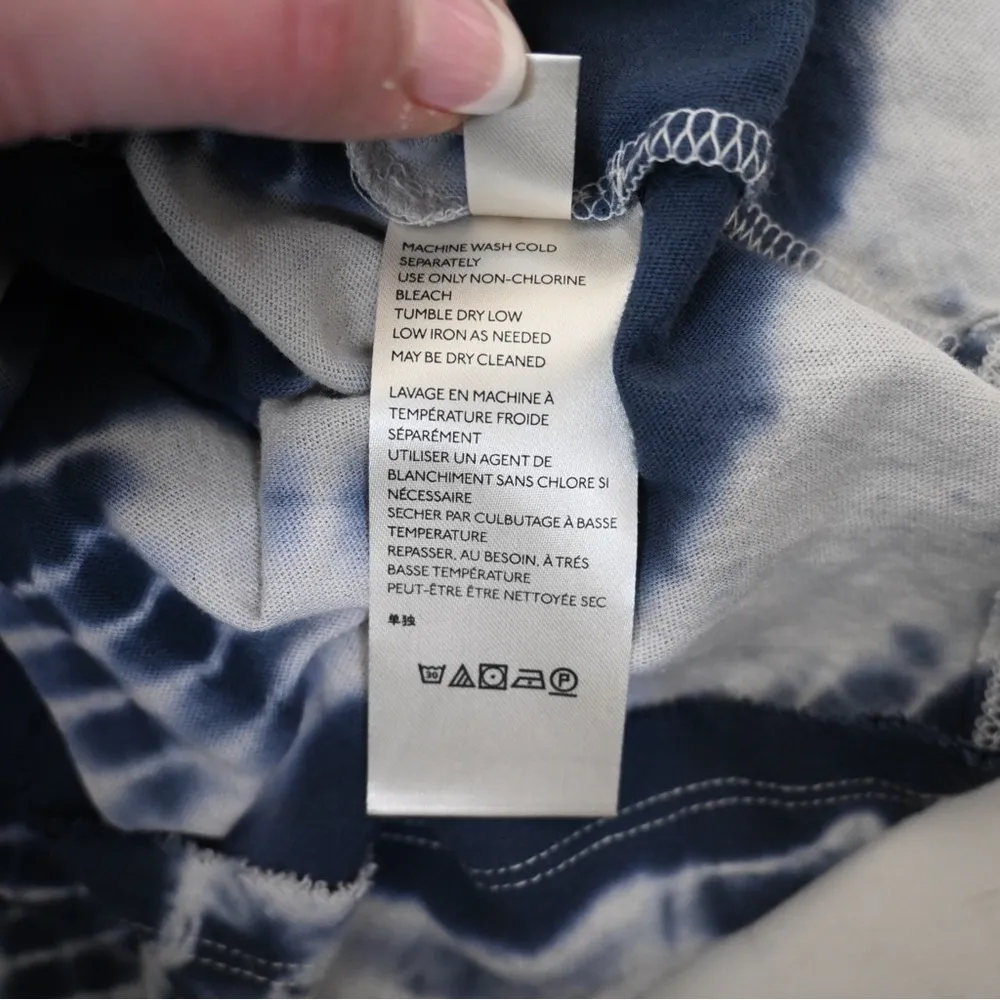 MACHINE WASH COLD
SEPARATELY
USE ONLY NON-CHLORINE
BLEACH
TUMBLE DRY LOW
LOW IRON AS NEEDED
MAY BE DRY CLEANED
LAVAGE EN MACHINE À
TEMPÉRATURE FROIDE
SÉPARÉMENT
UTILISER UN AGENT DE
BLANCHIMENT SANS CHLORE SI
NÉCESSAIRE
SECHER PAR CULBUTAGE À BASSE
TEMPERATURE
REPASSER, AU BESOIN, À TRÉS
BASSE TEMPÉRATURE
PEUT-ÊTRE ÊTRE NETTOYÉE SEC
单独
30 P